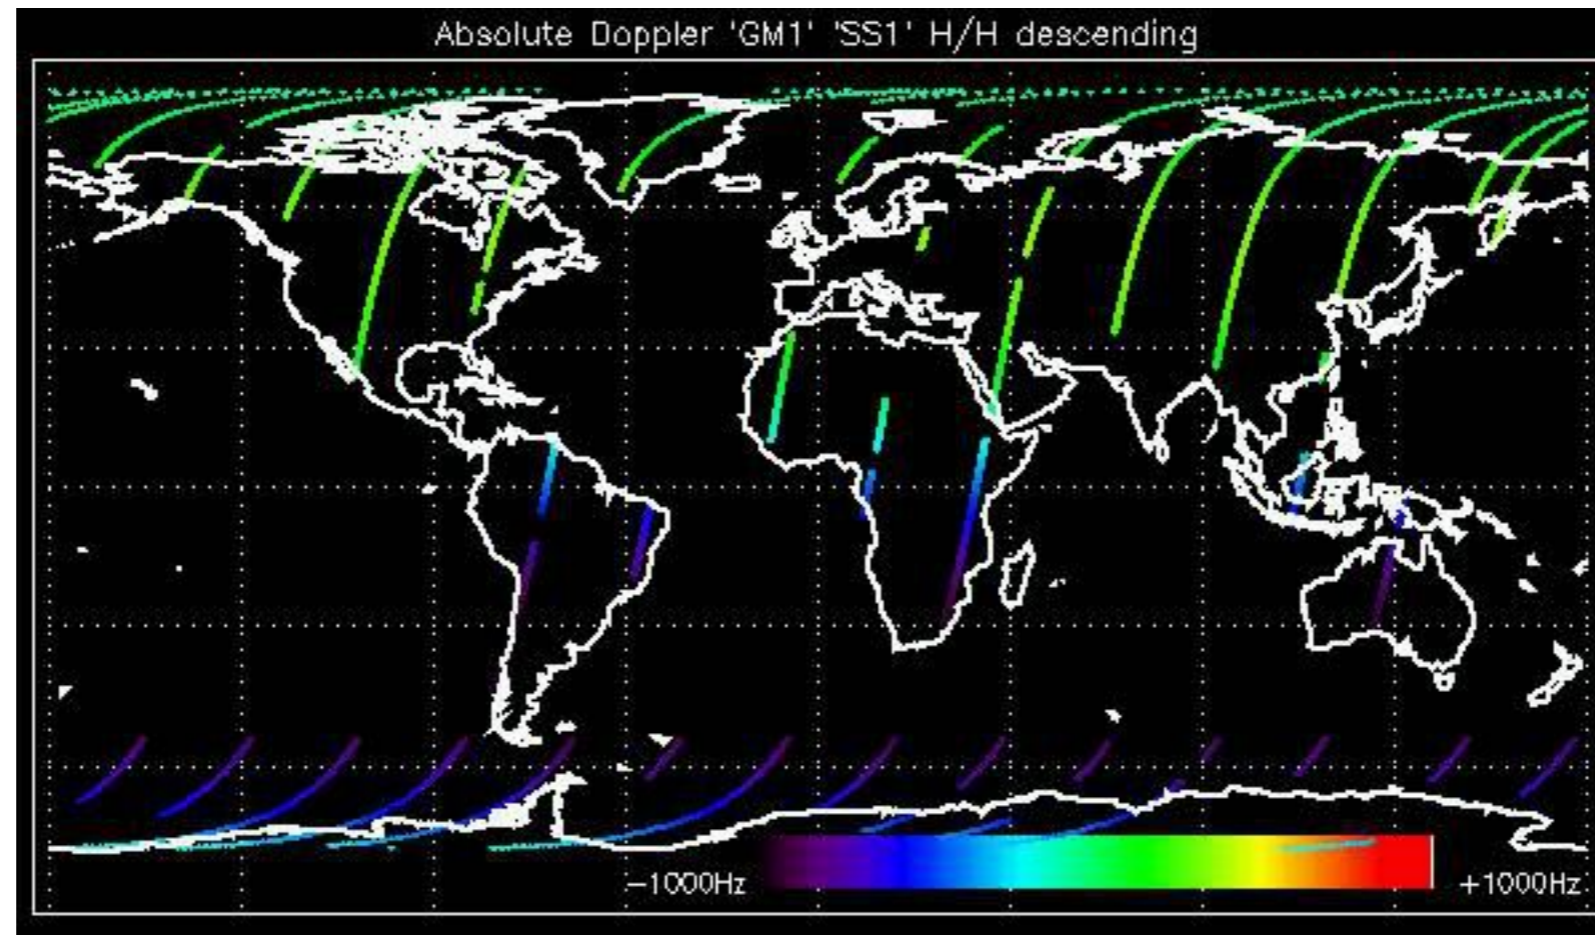 Absolute Doppler 'GM1' 'SS1' H/H descending
−1000Hz
+1000Hz